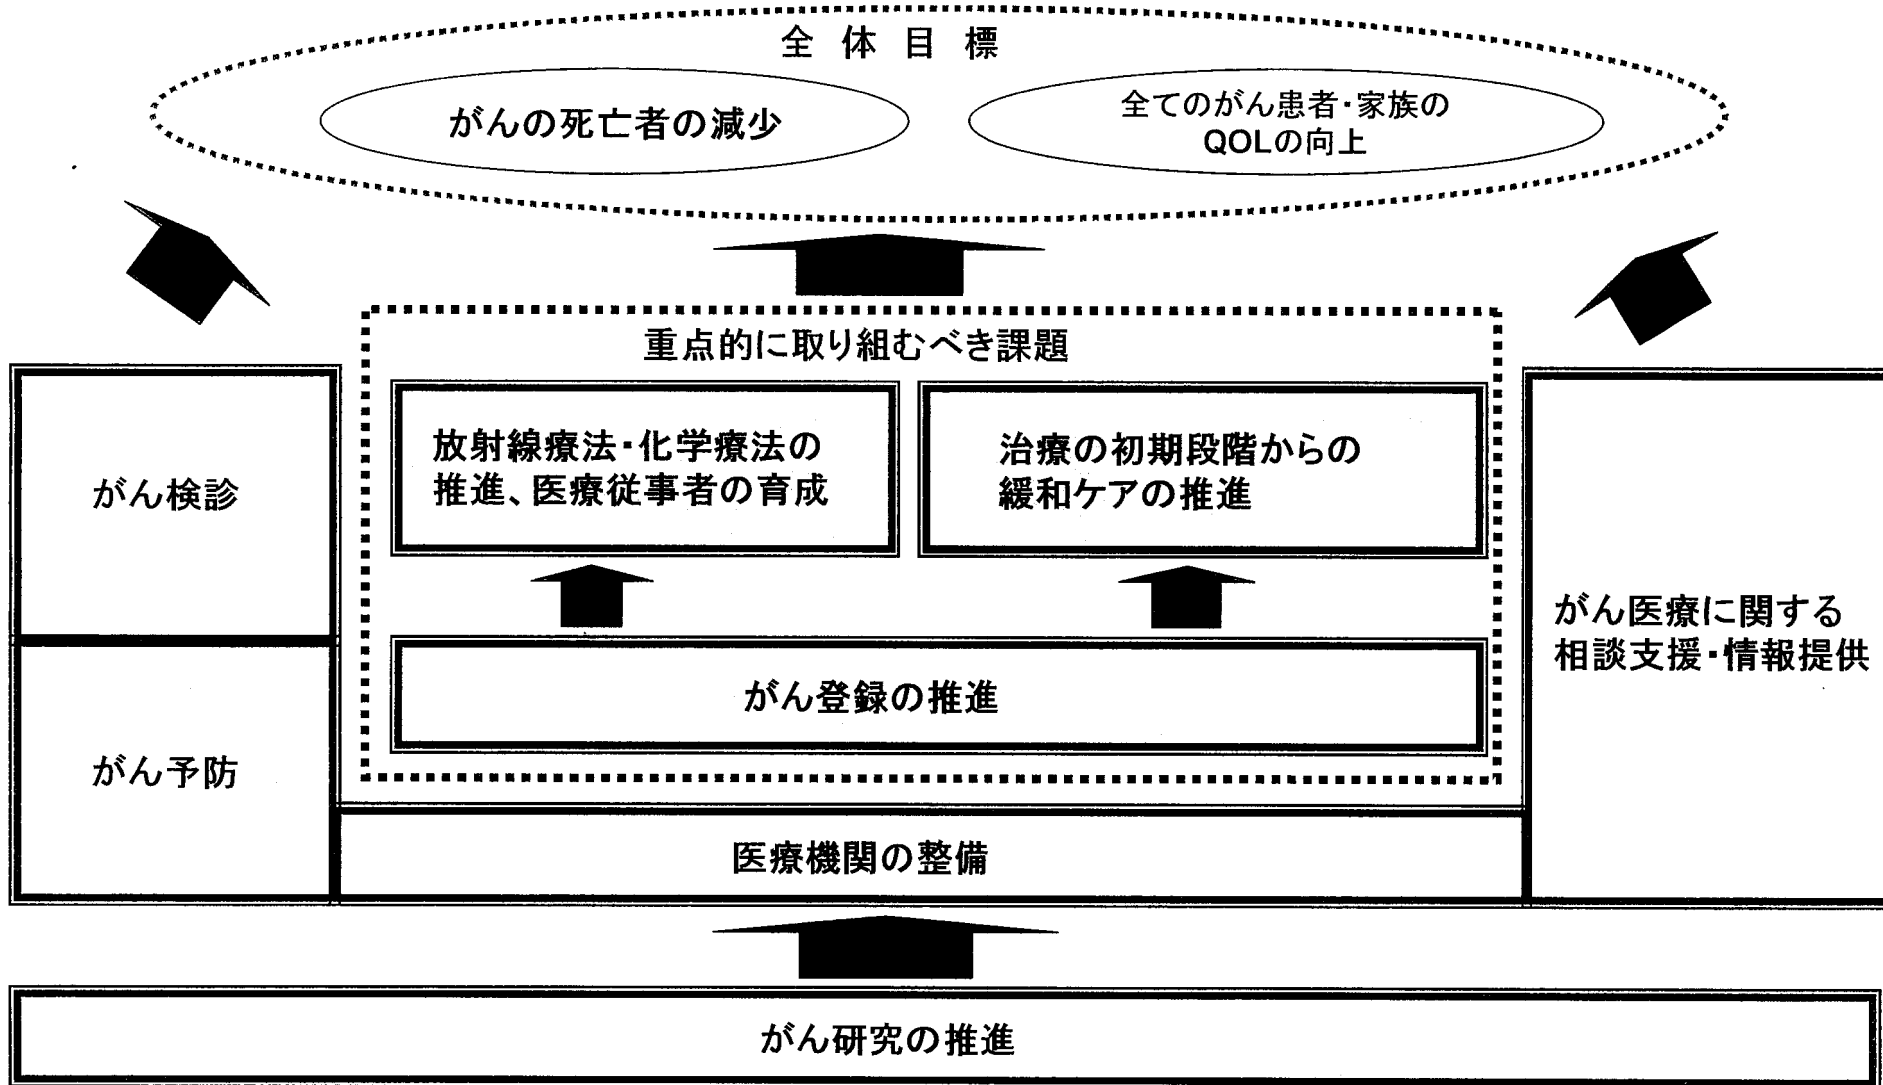 全体目標
がんの死亡者の減少
全てのがん患者・家族の
QOLの向上
重点的に取り組むべき課題
放射線療法・化学療法の
推進、医療従事者の育成
治療の初期段階からの
緩和ケアの推進
がん検診
がん医療に関する
相談支援・情報提供
がん登録の推進
がん予防
医療機関の整備
がん研究の推進